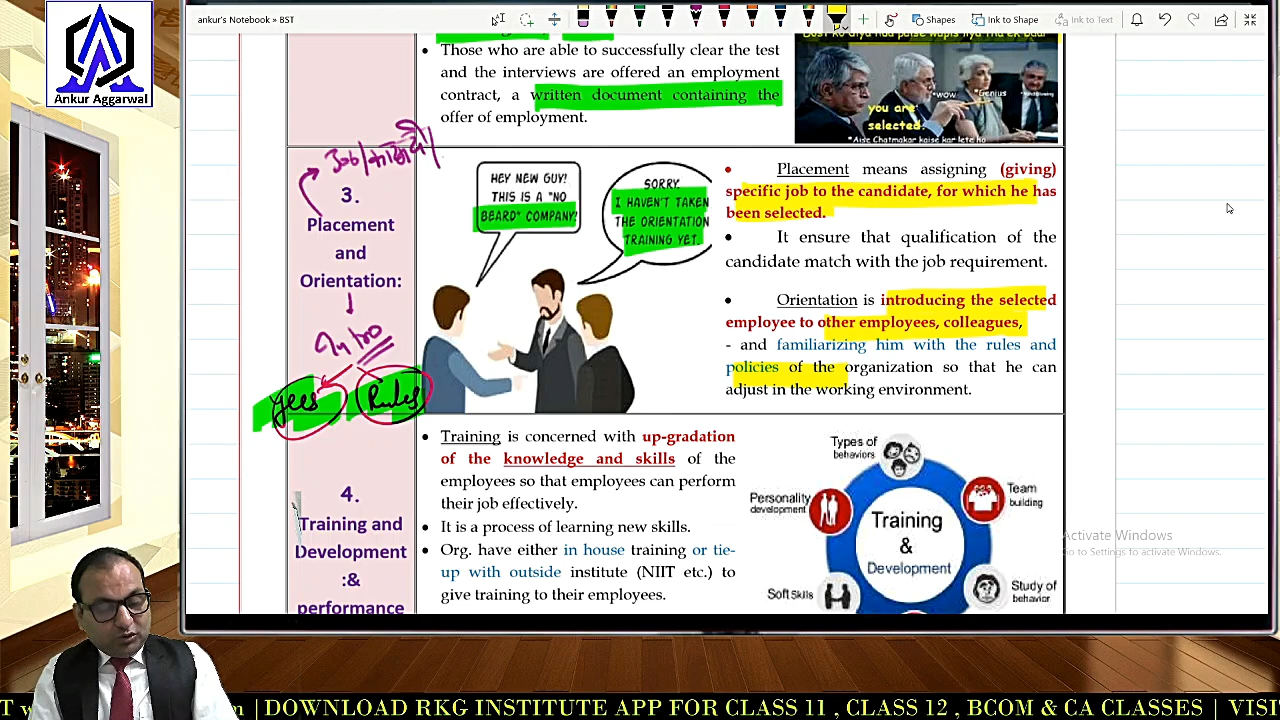 ankur's Notebook » BST
Shapes
Ink to Shape
Ink to Text
Ankur Aggarwal
• Those who are able to successfully clear the test
and the interviews are offered an employment
contract, a written document containing the
offer of employment.
*wow
*Genius
you are
selected
*Aise Chatmakar kaise kar lete ho
3.
Placement
and
Orientation:
Intro
Rules
HEY NEW GUY!
THIS IS A "NO
BEARD" COMPANY!
SORRY.
I HAVEN'T TAKEN
THE ORIENTATION
TRAINING YET.
• Placement means assigning (giving)
specific job to the candidate, for which he has
been selected.
• It ensure that qualification of the
candidate match with the job requirement.
• Orientation is introducing the selected
employee to other employees, colleagues,
- and familiarizing him with the rules and
policies of the organization so that he can
adjust in the working environment.
4.
Training and
Development
:&
performance
• Training is concerned with up-gradation
of the knowledge and skills of the
employees so that employees can perform
their job effectively.
• It is a process of learning new skills.
• Org. have either in house training or tie-
up with outside institute (NIIT etc.) to
give training to their employees.
Types of
behaviors
Personality
development
Team
building
Training
&
Development
Soft Skills
Study of
behavior
Activate Windows
Go to Settings to activate Windows.
| DOWNLOAD RKG INSTITUTE APP FOR CLASS 11 , CLASS 12 , BCOM & CA CLASSES |